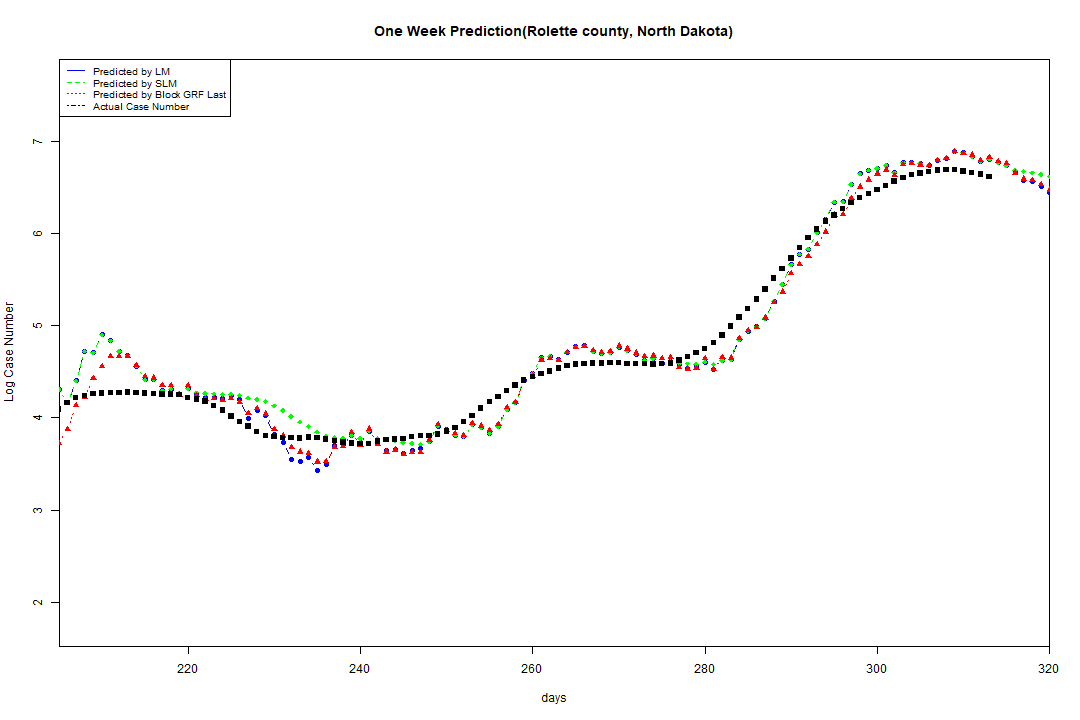 One Week Prediction(Rolette county, North Dakota)
Predicted by LM
Predicted by SLM
Predicted by Block GRF Last
Actual Case Number
Log Case Number
7
6
5
4
3
2
220 240 260 280 300 320
days